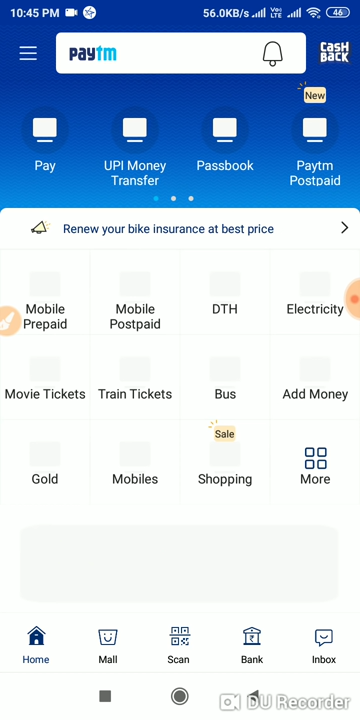 10:45 PM
56.0KB/s
Vo LTE
46
paytm
CASH BACK
New
Pay
UPI Money Transfer
Passbook
Paytm Postpaid
Renew your bike insurance at best price
Mobile Prepaid
Mobile Postpaid
DTH
Electricity
Movie Tickets
Train Tickets
Bus
Add Money
Sale
Gold
Mobiles
Shopping
More
Home
Mall
Scan
Bank
Inbox
DU Recorder